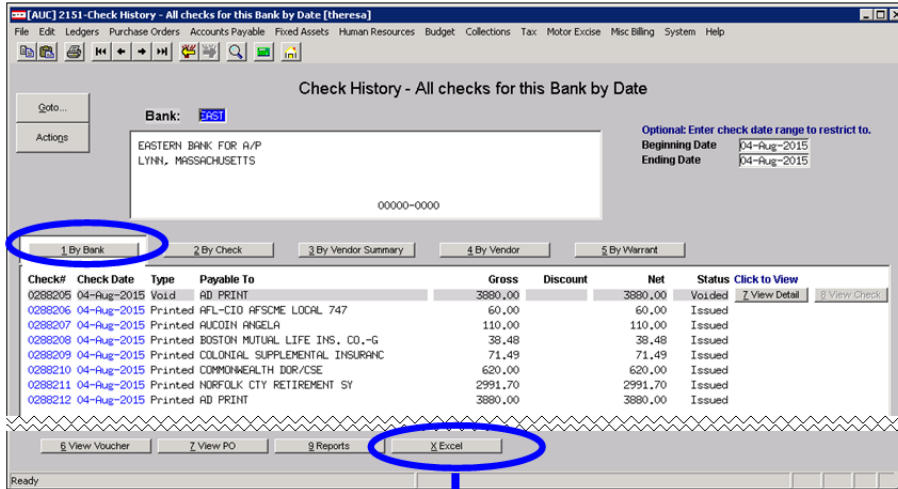 [AUC] 2151-Check History - All checks for this Bank by Date [theresa]
File Edit Ledgers Purchase Orders Accounts Payable Fixed Assets Human Resources Budget Collections Tax Motor Excise Misc Billing System Help
Check History - All checks for this Bank by Date
Goto...
Actions
Bank: EAST
EASTERN BANK FOR A/P
LYNN, MASSACHUSETTS
00000-0000
Optional: Enter check date range to restrict to.
Beginning Date 04-Aug-2015
Ending Date 04-Aug-2015
1 By Bank 2 By Check 3 By Vendor Summary 4 By Vendor 5 By Warrant
Check# Check Date Type Payable To Gross Discount Net Status Click to View
0288205 04-Aug-2015 Void AD PRINT 3880.00 3880.00 Voided 7 View Detail 8 View Check
0288206 04-Aug-2015 Printed AFL-CIO AFSCME LOCAL 747 60.00 60.00 Issued
0288207 04-Aug-2015 Printed AUCOIN ANGELA 110.00 110.00 Issued
0288208 04-Aug-2015 Printed BOSTON MUTUAL LIFE INS. CO.-G 38.48 38.48 Issued
0288209 04-Aug-2015 Printed COLONIAL SUPPLEMENTAL INSURANC 71.49 71.49 Issued
0288210 04-Aug-2015 Printed COMMONWEALTH DOR/CSE 620.00 620.00 Issued
0288211 04-Aug-2015 Printed NORFOLK CTY RETIREMENT SY 2991.70 2991.70 Issued
0288212 04-Aug-2015 Printed AD PRINT 3880.00 3880.00 Issued
6 View Voucher 7 View PO 9 Reports X Excel
Ready